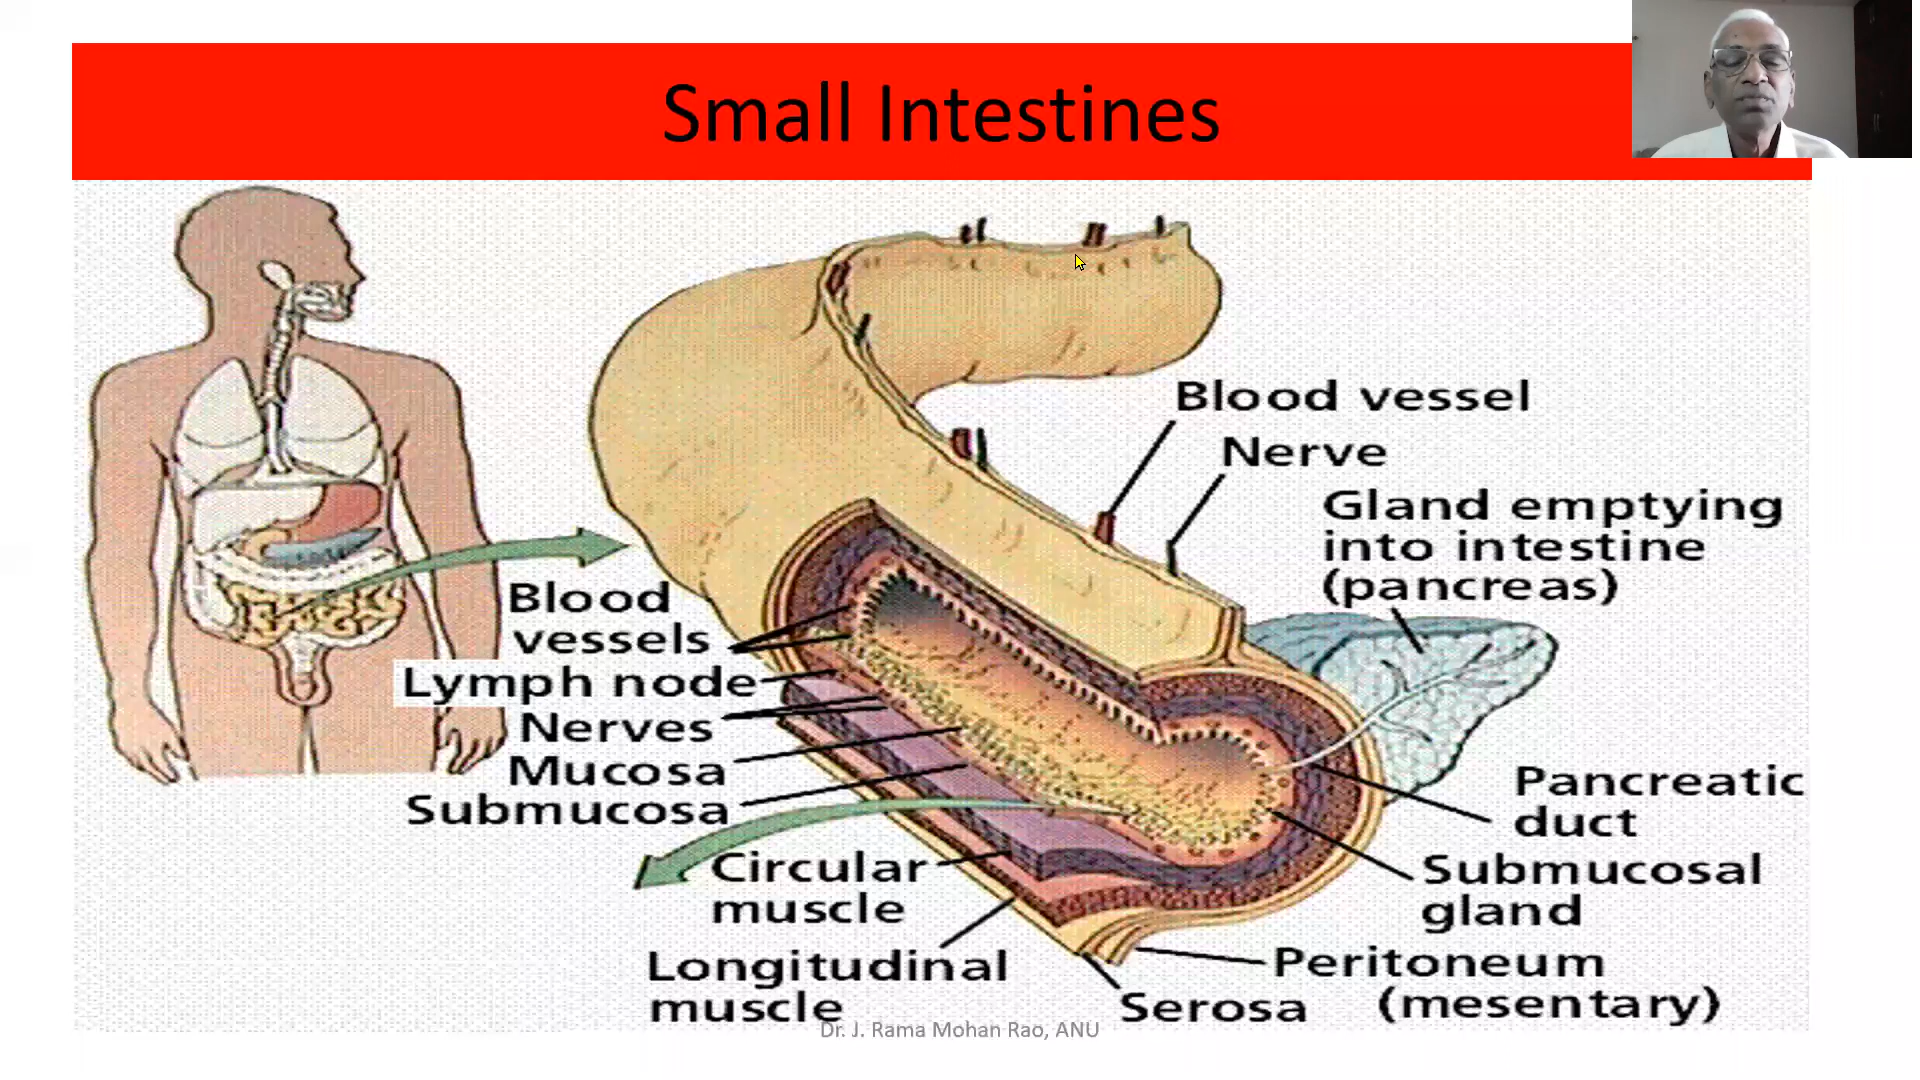 Small Intestines
Blood vessel
Nerve
Gland emptying
into intestine
(pancreas)
Blood
vessels
Lymph node
Nerves
Mucosa
Submucosa
Circular
muscle
Longitudinal
muscle
Pancreatic
duct
Submucosal
gland
Peritoneum
(mesentary)
Serosa
Dr. J. Rama Mohan Rao, ANU